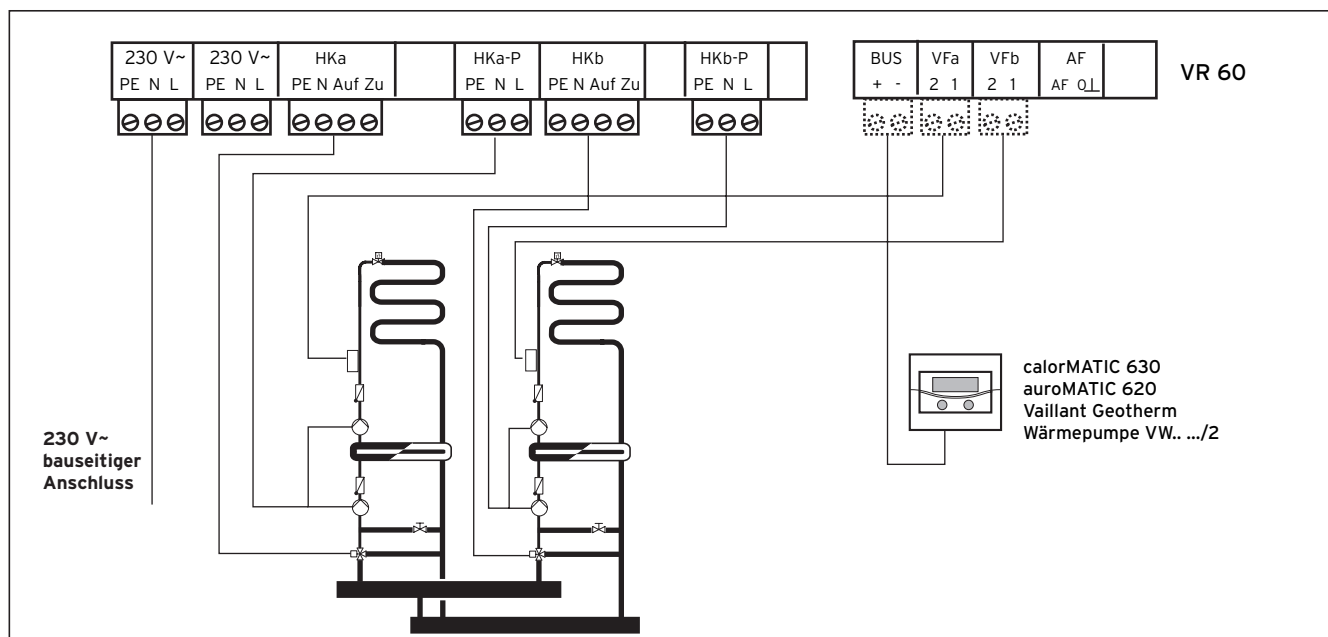 230 V~ 230 V~ HKa HKa-P HKb HKb-P
PE N L PE N L PE N Auf Zu PE N L PE N Auf Zu PE N L
BUS VFa VFb AF
+ - 2 1 2 1 AF 0⊥
VR 60
calorMATIC 630
auroMATIC 620
Vaillant Geotherm
Wärmepumpe VW.. .../2
230 V~
bauseitiger
Anschluss